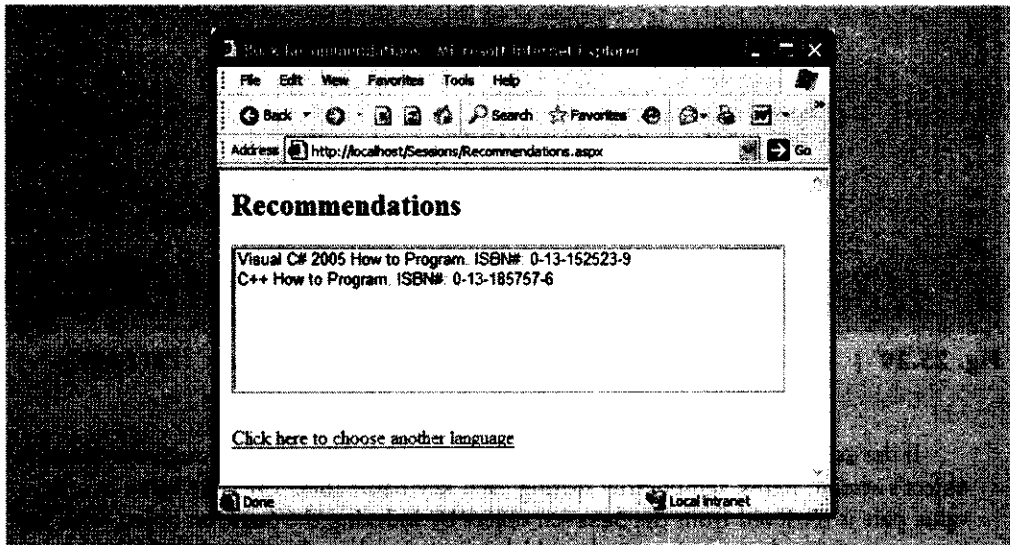 Book Recommendations - Microsoft Internet Explorer
File Edit View Favorites Tools Help
Back Search Favorites
Address http://localhost/Sessions/Recommendations.aspx Go
Recommendations
Visual C# 2005 How to Program. ISBN#: 0-13-152523-9
C++ How to Program. ISBN#: 0-13-185757-6
Click here to choose another language
Done Local intranet